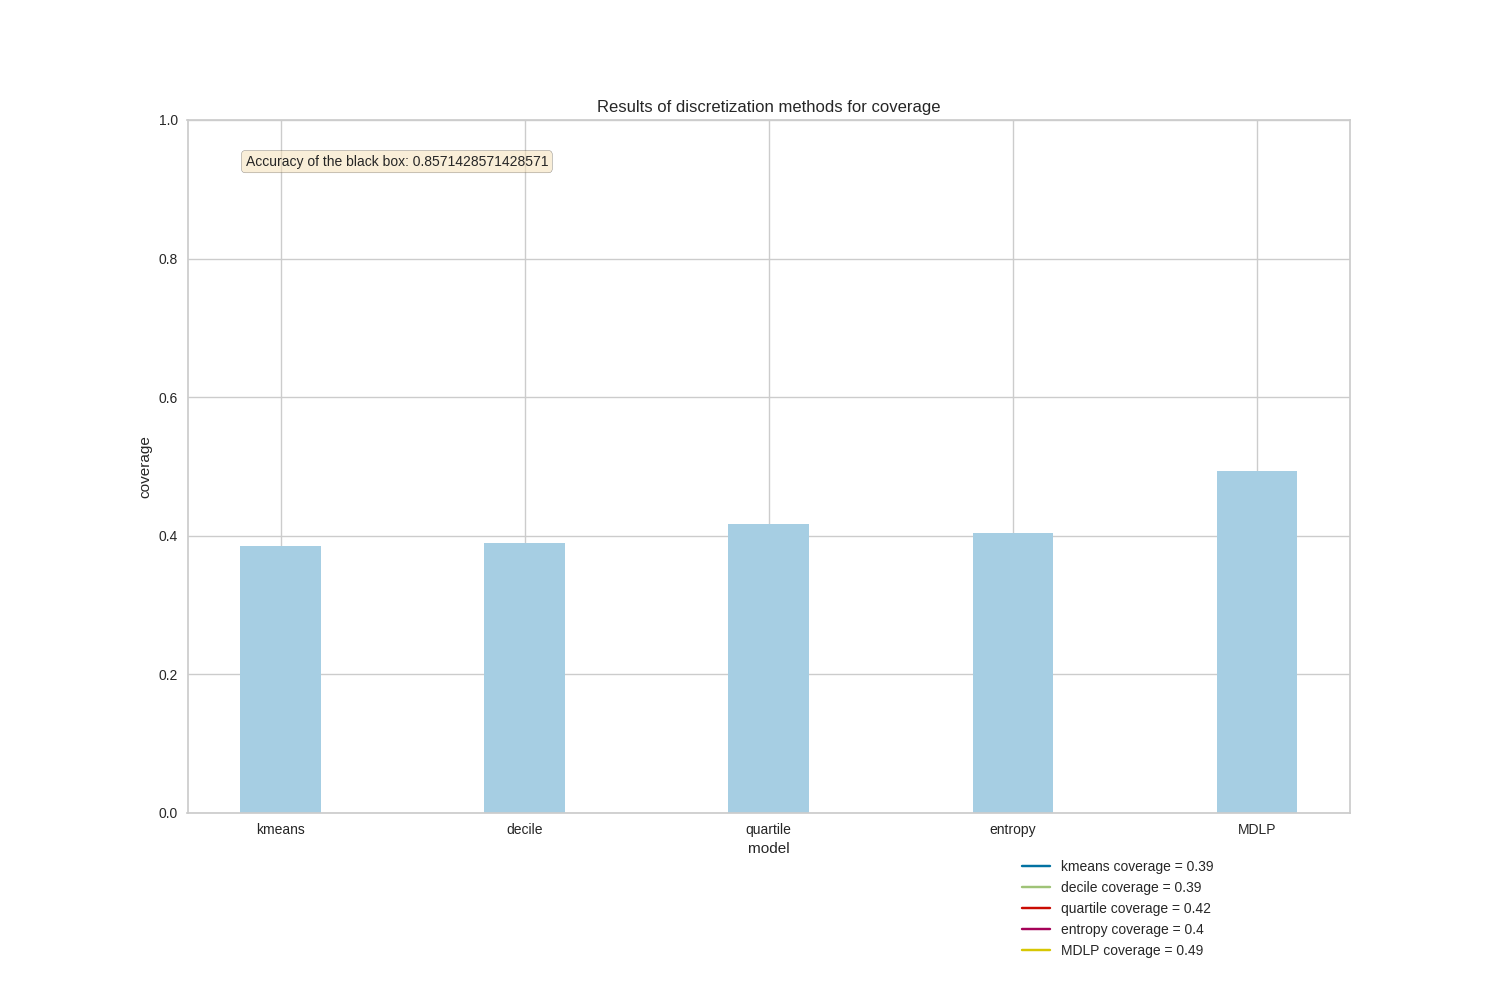 Results of discretization methods for coverage
1.0
Accuracy of the black box: 0.8571428571428571
0.8
0.6
coverage
0.4
0.2
0.0
kmeans decile quartile entropy MDLP
model
kmeans coverage = 0.39
decile coverage = 0.39
quartile coverage = 0.42
entropy coverage = 0.4
MDLP coverage = 0.49